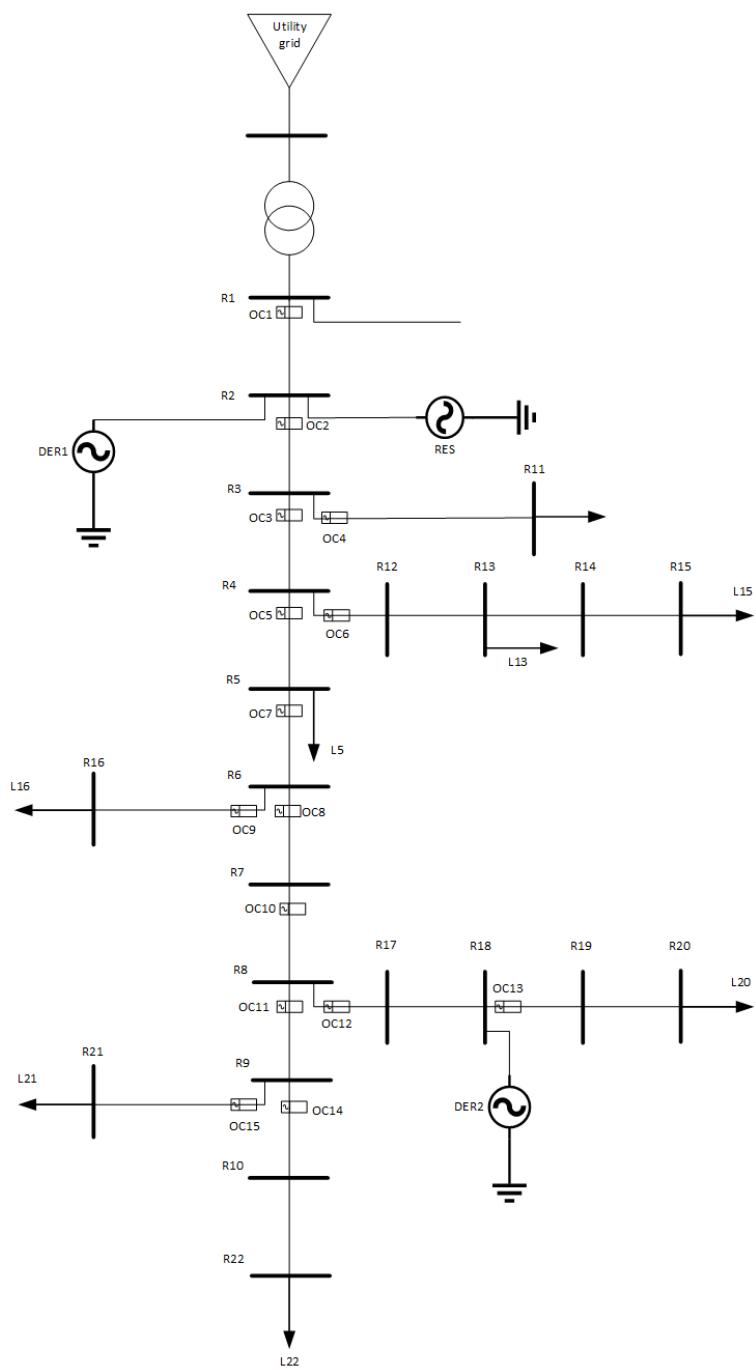 Utility
grid
R1
OC1
R2
OC2
DER1
RES
R3
R11
OC3
OC4
R4
R12
R13
R14
R15
L15
OC5
OC6
L13
R5
OC7
L5
R16
R6
L16
OC8
OC9
R7
OC10
R17
R18
R19
R20
R8
OC13
L20
OC11
OC12
R21
R9
L21
DER2
OC15
OC14
R10
R22
L22